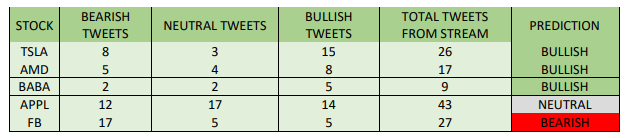 STOCK BEARISH TWEETS NEUTRAL TWEETS BULLISH TWEETS TOTAL TWEETS FROM STREAM PREDICTION
TSLA 8 3 15 26 BULLISH
AMD 5 4 8 17 BULLISH
BABA 2 2 5 9 BULLISH
APPL 12 17 14 43 NEUTRAL
FB 17 5 5 27 BEARISH